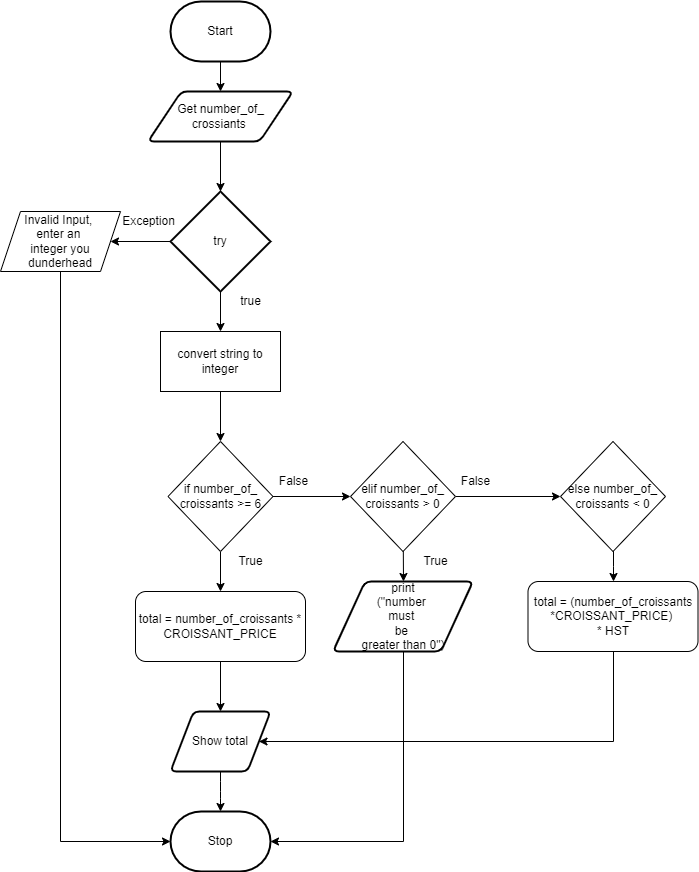 Start
Get number_of_
crossiants
Invalid Input,
enter an
integer you
dunderhead
Exception
try
true
convert string to
integer
if number_of_
croissants >= 6
False
elif number_of_
croissants > 0
False
else number_of_
croissants < 0
True
True
total = number_of_croissants *
CROISSANT_PRICE
print
("number
must
be
greater than 0")
total = (number_of_croissants
*CROISSANT_PRICE)
* HST
Show total
Stop